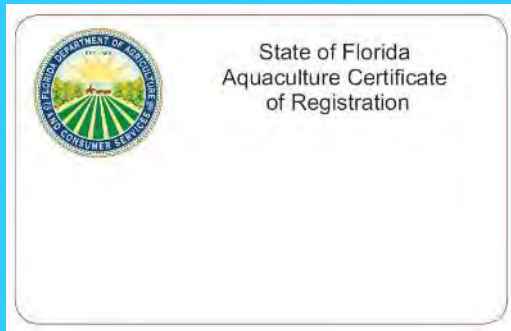 FLORIDA DEPARTMENT OF AGRICULTURE
AND CONSUMER SERVICES
State of Florida
Aquaculture Certificate
of Registration